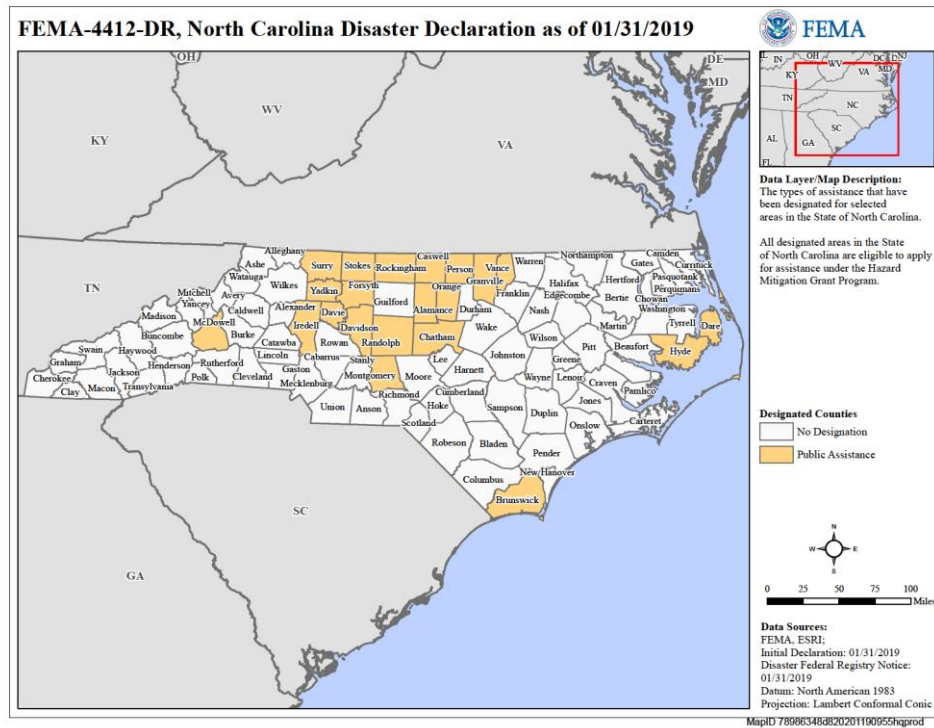 FEMA-4412-DR, North Carolina Disaster Declaration as of 01/31/2019
FEMA
OH
WV
KY
VA
DE
MD
TN
SC
GA
Alleghany
Ashe
Surry
Stokes
Rockingham
Caswell
Person
Vance
Granville
Warren
Northampton
Gates
Camden
Currituck
Pasquotank
Perquimans
Chowan
Hertford
Halifax
Bertie
Watauga
Wilkes
Yadkin
Forsyth
Guilford
Alamance
Orange
Durham
Franklin
Nash
Edgecombe
Martin
Washington
Tyrrell
Dare
Mitchell
Avery
Yancey
Caldwell
Alexander
Iredell
Davie
Davidson
Randolph
Chatham
Wake
Wilson
Pitt
Beaufort
Hyde
Madison
McDowell
Burke
Catawba
Rowan
Buncombe
Haywood
Swain
Graham
Cherokee
Clay
Macon
Jackson
Transylvania
Henderson
Polk
Rutherford
Cleveland
Lincoln
Gaston
Mecklenburg
Cabarrus
Stanly
Montgomery
Moore
Lee
Harnett
Johnston
Wayne
Greene
Lenoir
Craven
Pamlico
Jones
Carteret
Onslow
Duplin
Sampson
Cumberland
Hoke
Richmond
Scotland
Anson
Union
Robeson
Bladen
Pender
New Hanover
Columbus
Brunswick
IL
IN
OH
WV
KY
VA
DC
MD
NJ
TN
NC
SC
AL
GA
FL
Data Layer/Map Description:
The types of assistance that have
been designated for selected
areas in the State of North Carolina.
All designated areas in the State
of North Carolina are eligible to apply
for assistance under the Hazard
Mitigation Grant Program.
Designated Counties
No Designation
Public Assistance
N
W
E
S
0 25 50 75 100
Miles
Data Sources:
FEMA, ESRI;
Initial Declaration: 01/31/2019
Disaster Federal Registry Notice:
01/31/2019
Datum: North American 1983
Projection: Lambert Conformal Conic
MapID 78986348d820201190955hqprod